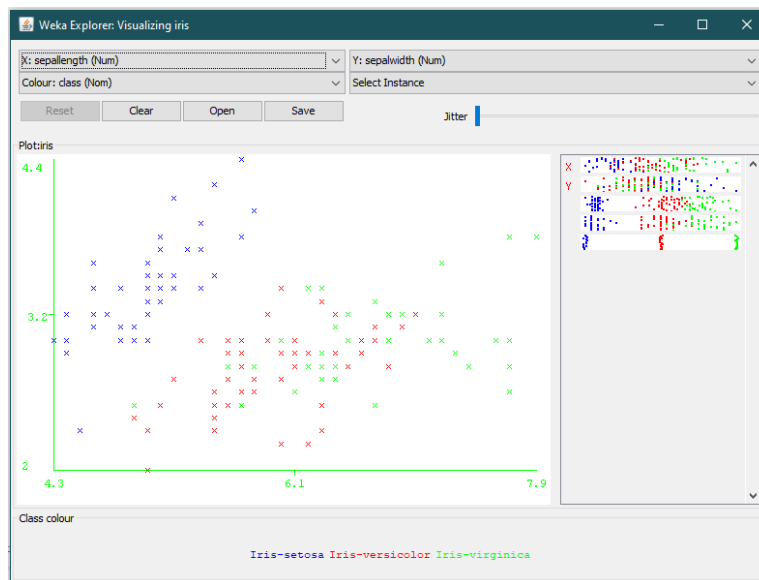 Weka Explorer: Visualizing iris
X: sepallength (Num) Y: sepalwidth (Num)
Colour: class (Nom) Select Instance
Reset Clear Open Save Jitter
Plot:iris
4.4
3.2
2
4.3 6.1 7.9
X
Y
Class colour
Iris-setosa Iris-versicolor Iris-virginica